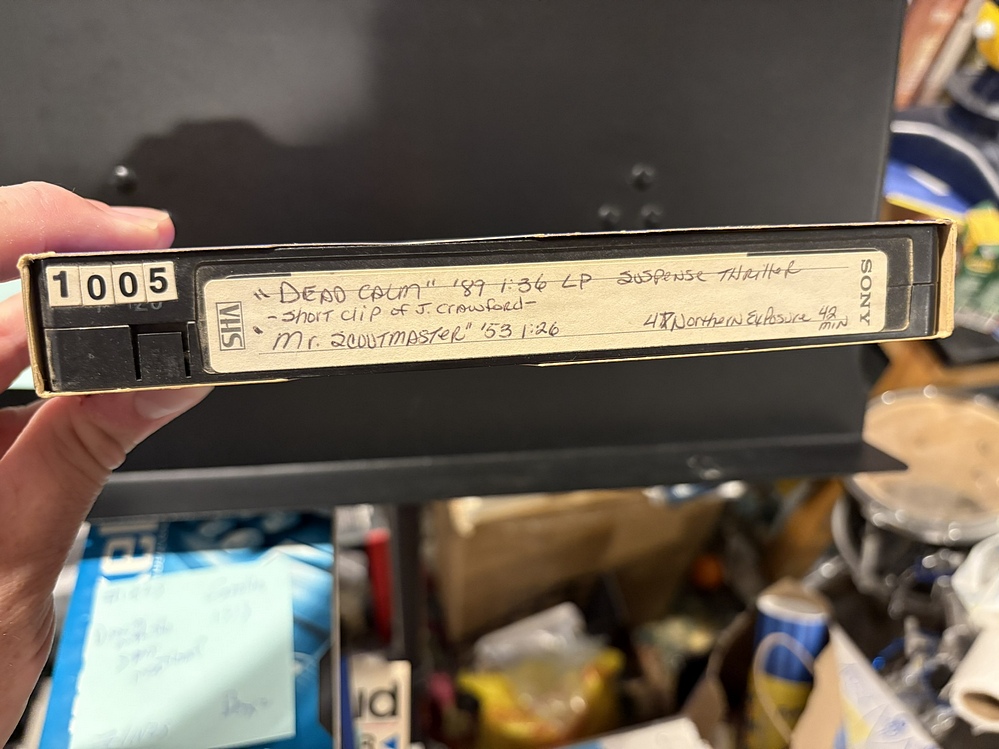 1005
"DEAD CALM" '89 1:36 LP SUSPENSE THRILLER
-SHORT CLIP OF J. CRAWFORD-
"Mr. SCOUTMASTER" '53 1:26
Northern Exposure 42 min
VHS
SONY